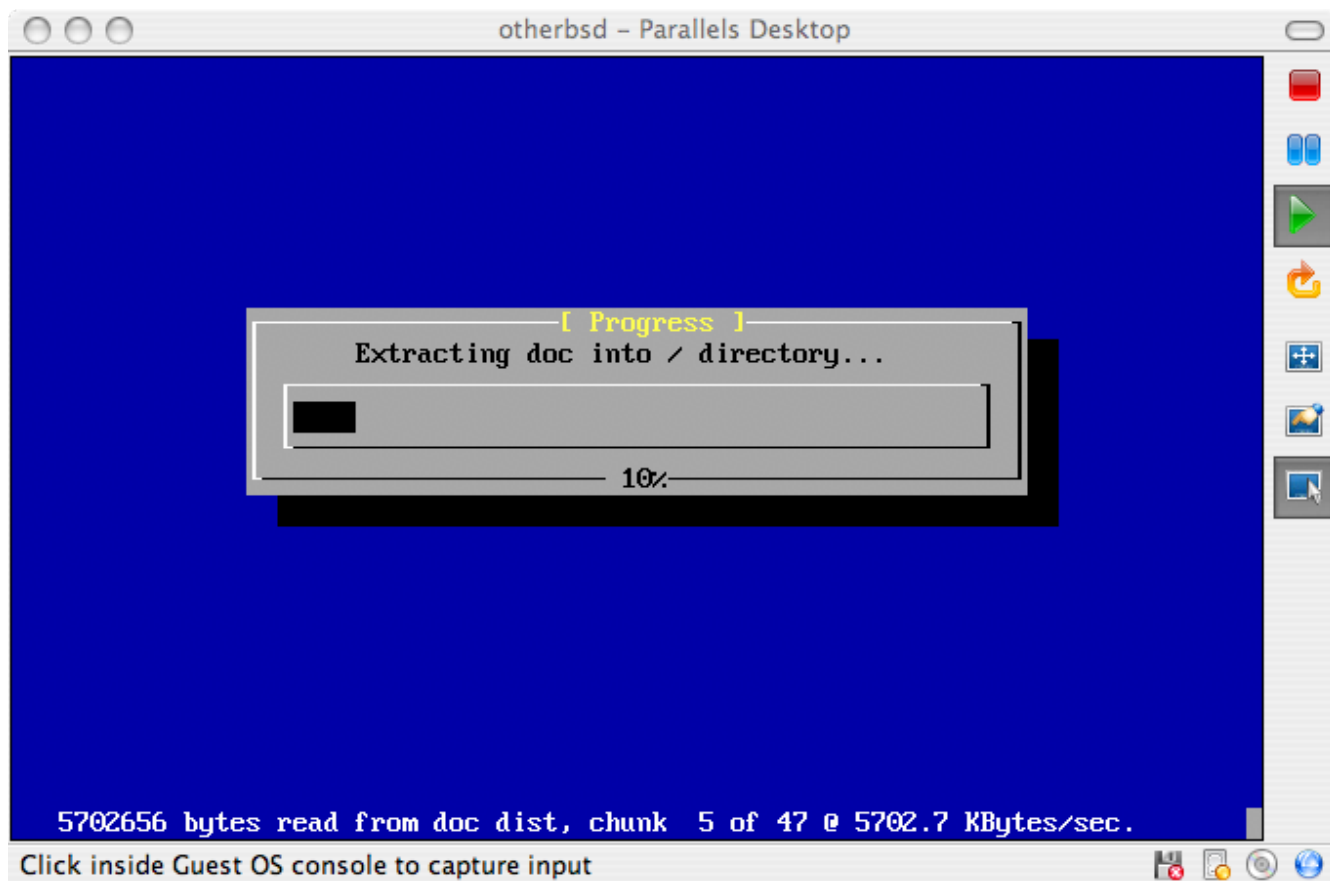 otherbsd – Parallels Desktop
[ Progress ]
Extracting doc into / directory...
10%
5702656 bytes read from doc dist, chunk  5 of 47 @ 5702.7 KBytes/sec.
Click inside Guest OS console to capture input